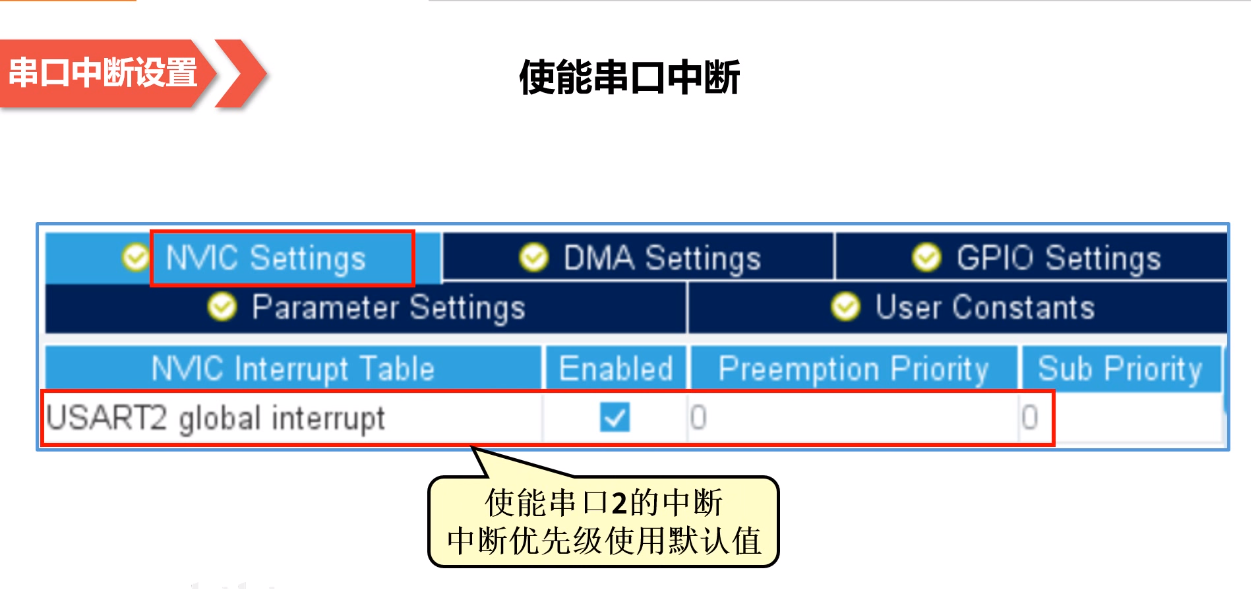 串口中断设置
使能串口中断
NVIC Settings
DMA Settings
GPIO Settings
Parameter Settings
User Constants
NVIC Interrupt Table Enabled Preemption Priority Sub Priority
USART2 global interrupt 0 0
使能串口2的中断
中断优先级使用默认值